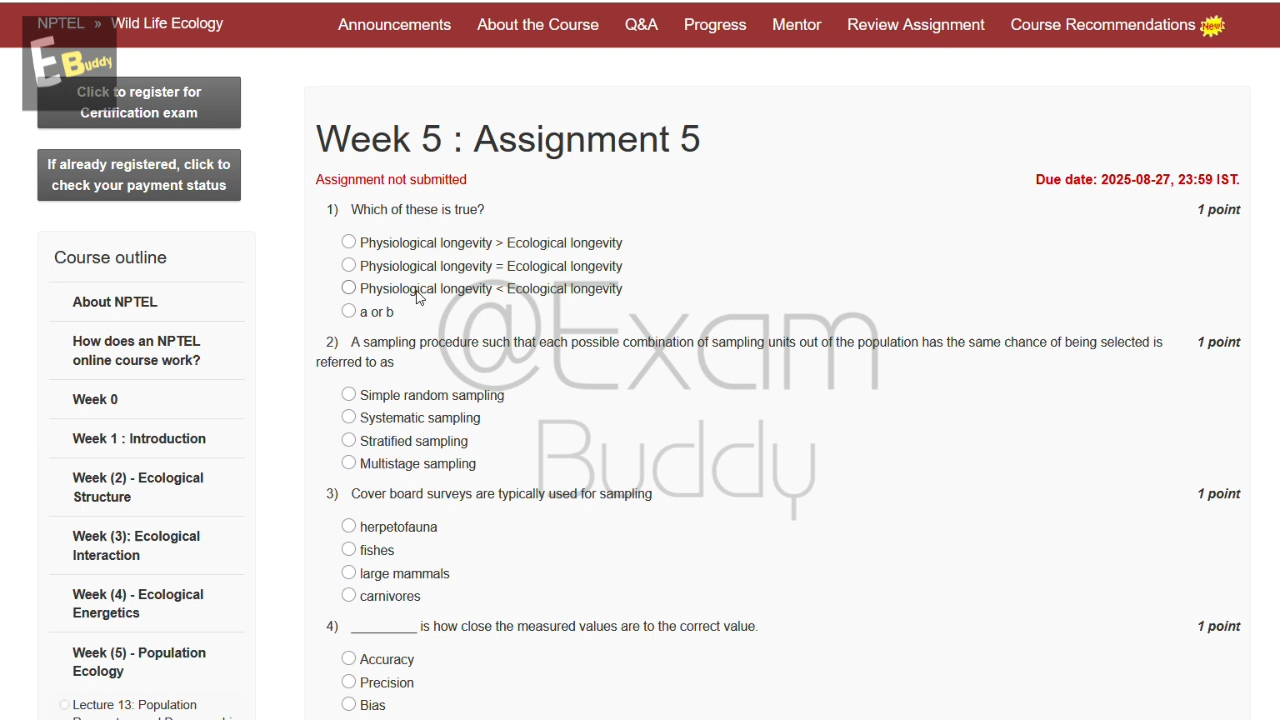 NPTEL » Wild Life Ecology
Announcements About the Course Q&A Progress Mentor Review Assignment Course Recommendations New!
E Buddy
Click to register for
Certification exam
If already registered, click to
check your payment status
Course outline
About NPTEL
How does an NPTEL
online course work?
Week 0
Week 1 : Introduction
Week (2) - Ecological
Structure
Week (3): Ecological
Interaction
Week (4) - Ecological
Energetics
Week (5) - Population
Ecology
Lecture 13: Population
Week 5 : Assignment 5
Assignment not submitted
Due date: 2025-08-27, 23:59 IST.
1) Which of these is true? 1 point
Physiological longevity > Ecological longevity
Physiological longevity = Ecological longevity
Physiological longevity < Ecological longevity
a or b
2) A sampling procedure such that each possible combination of sampling units out of the population has the same chance of being selected is 1 point
referred to as
Simple random sampling
Systematic sampling
Stratified sampling
Multistage sampling
3) Cover board surveys are typically used for sampling 1 point
herpetofauna
fishes
large mammals
carnivores
4) __________ is how close the measured values are to the correct value. 1 point
Accuracy
Precision
Bias
@Exam
Buddy